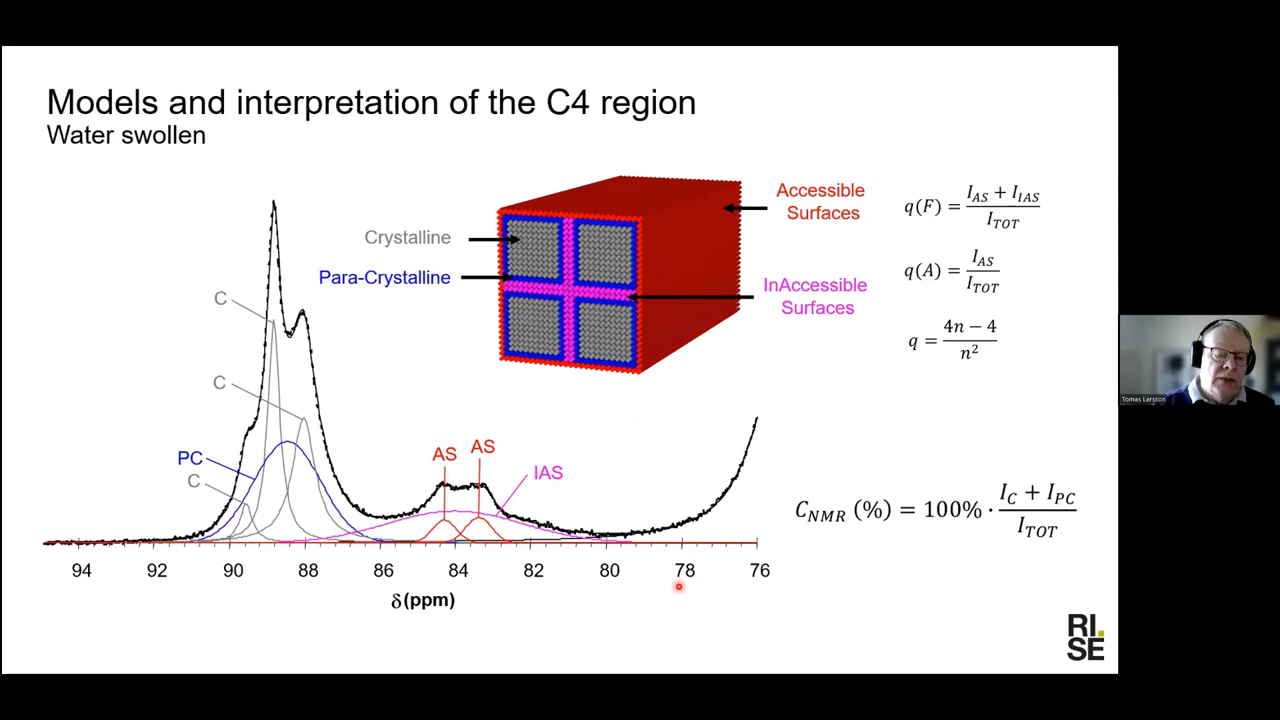 Models and interpretation of the C4 region
Water swollen
Accessible
Surfaces
Crystalline
Para-Crystalline
InAccessible
Surfaces
q(F) = (I_AS + I_IAS) / I_TOT
q(A) = I_AS / I_TOT
q = (4n − 4) / n²
C
C
PC
C
AS
AS
IAS
C_NMR (%) = 100% · (I_C + I_PC) / I_TOT
94 92 90 88 86 84 82 80 78 76
δ(ppm)
RI.
SE
Tomas Larsson